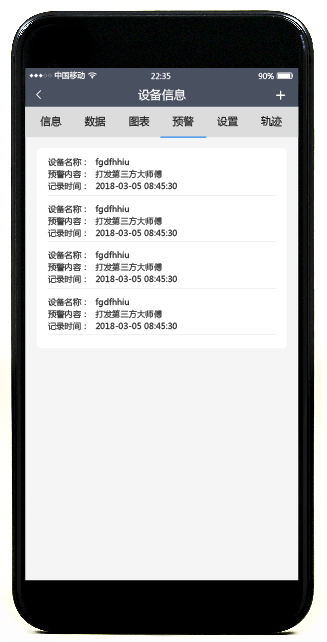 中国移动 22:35 90%
设备信息
信息 数据 图表 预警 设置 轨迹
设备名称： fgdfhhiu
预警内容： 打发第三方大师傅
记录时间： 2018-03-05 08:45:30
设备名称： fgdfhhiu
预警内容： 打发第三方大师傅
记录时间： 2018-03-05 08:45:30
设备名称： fgdfhhiu
预警内容： 打发第三方大师傅
记录时间： 2018-03-05 08:45:30
设备名称： fgdfhhiu
预警内容： 打发第三方大师傅
记录时间： 2018-03-05 08:45:30